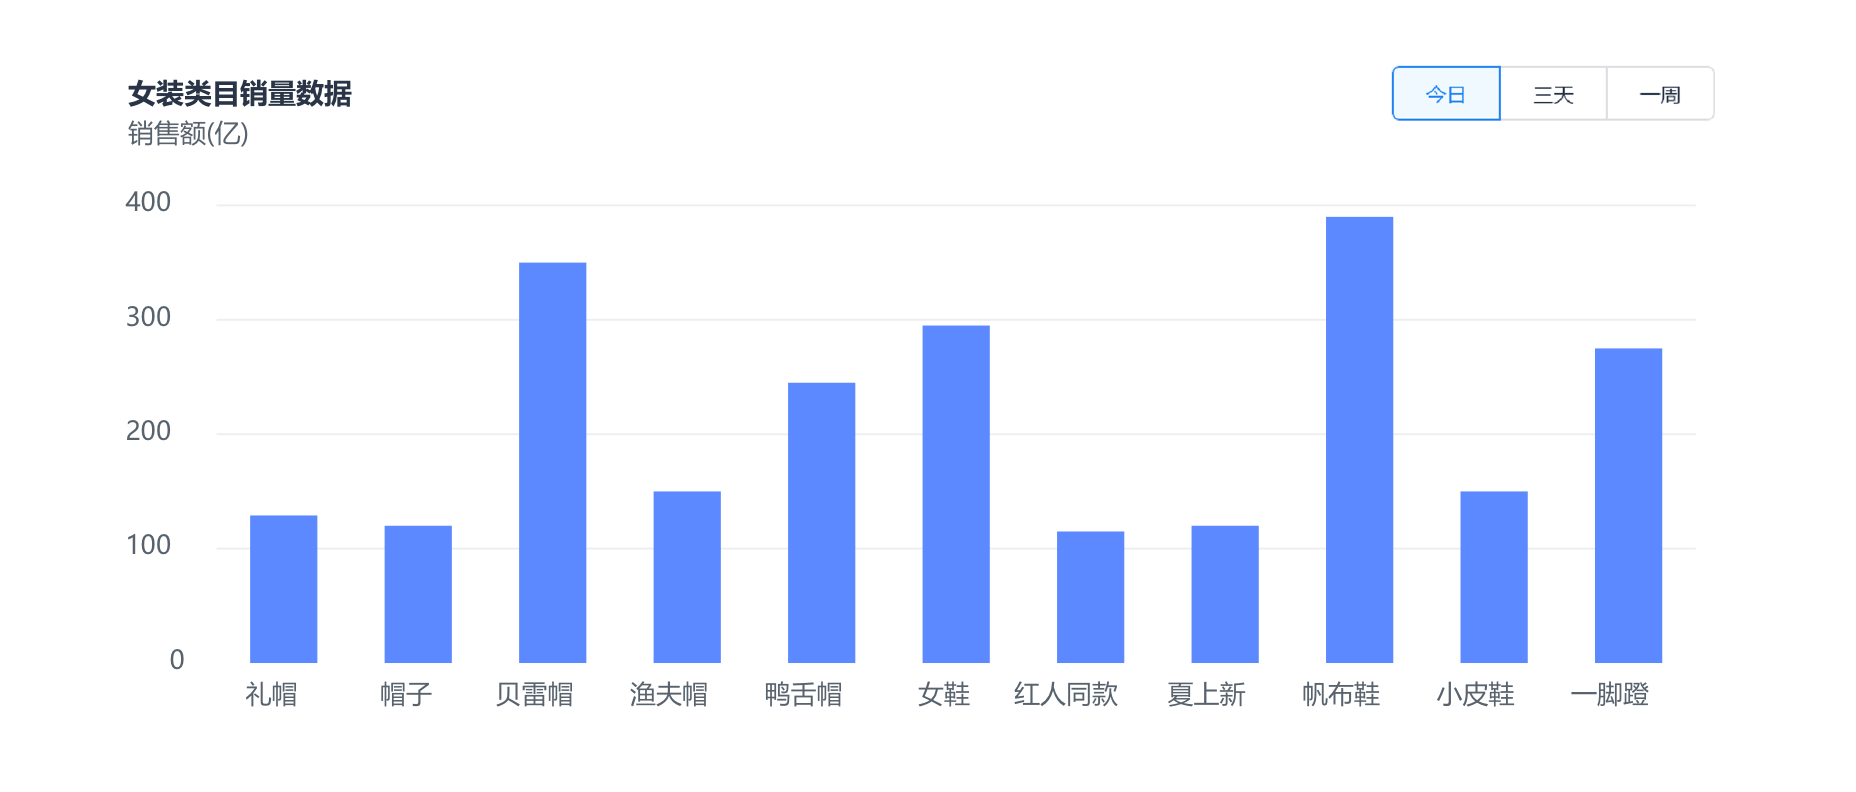 女装类目销量数据
销售额(亿)
今日 三天 一周
400
300
200
100
0
礼帽 帽子 贝雷帽 渔夫帽 鸭舌帽 女鞋 红人同款 夏上新 帆布鞋 小皮鞋 一脚蹬